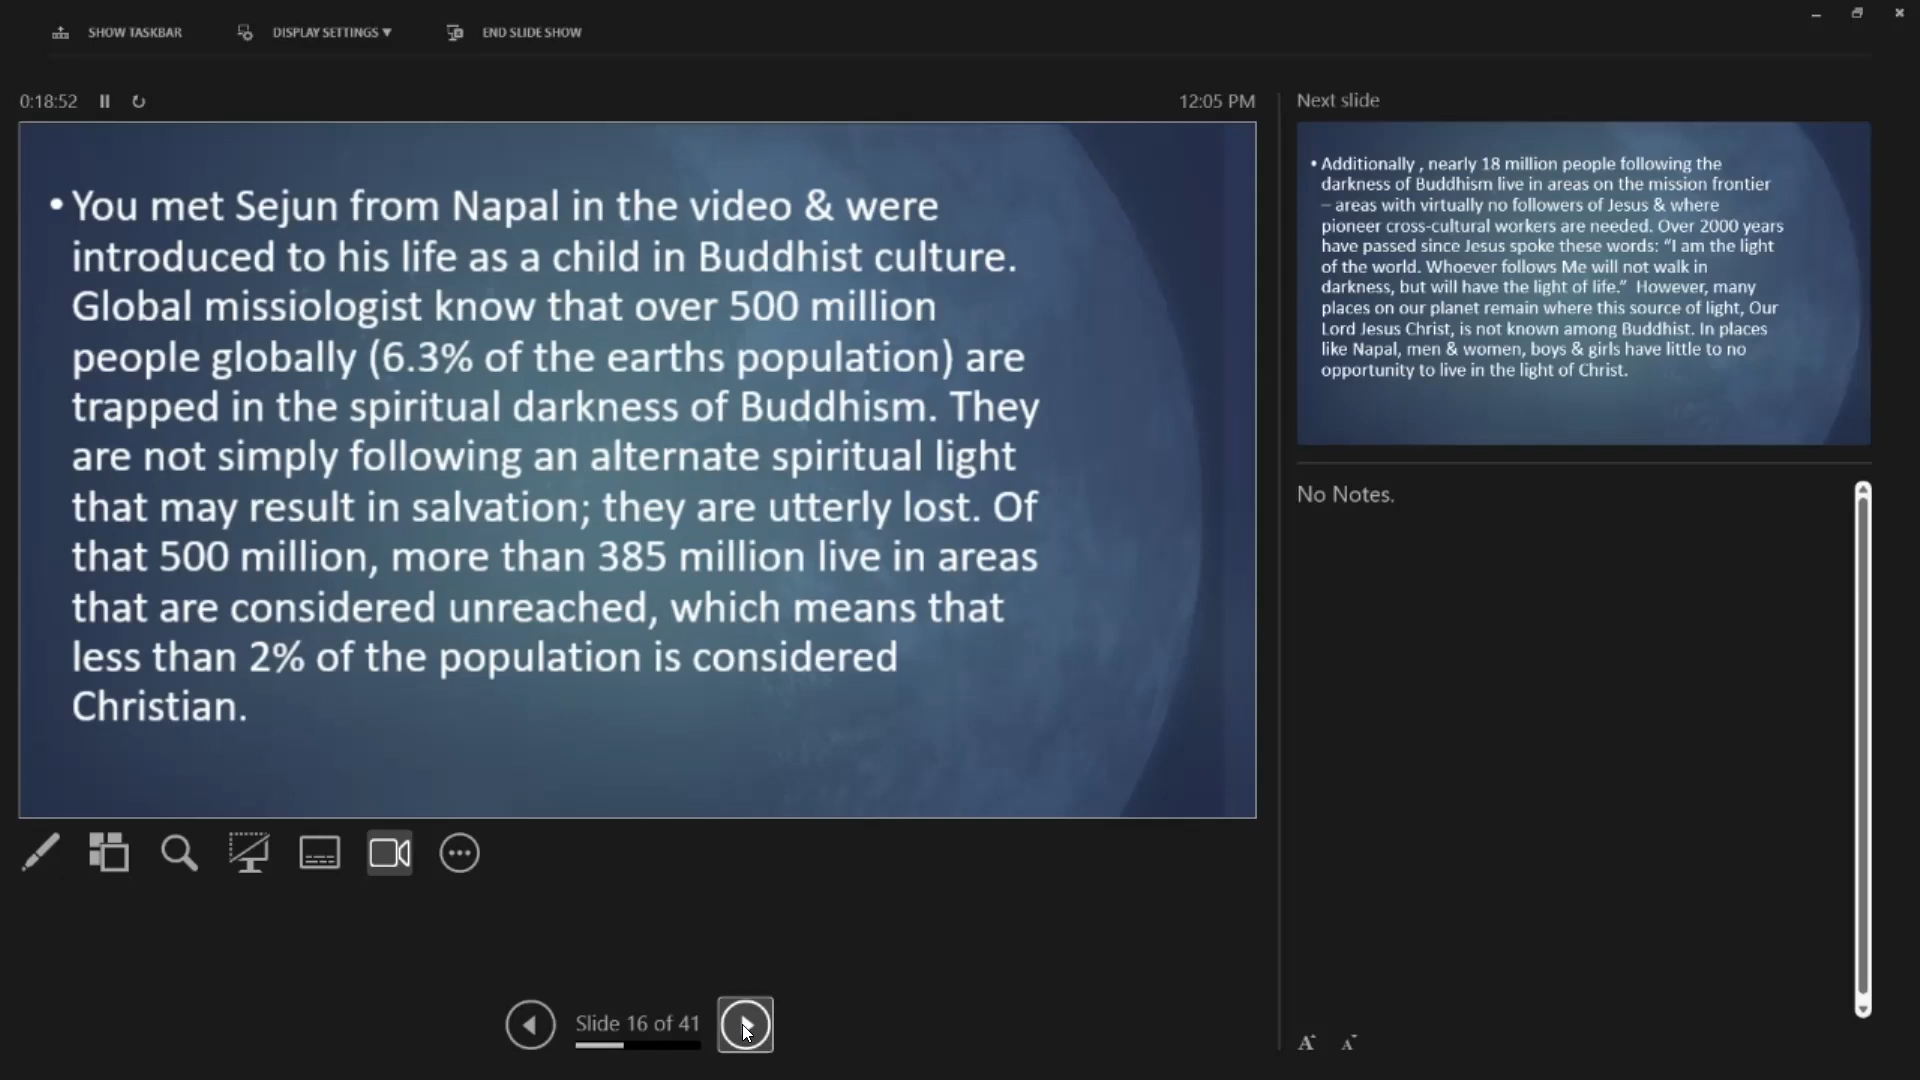 SHOW TASKBAR
DISPLAY SETTINGS ▼
END SLIDE SHOW
0:18:52
12:05 PM
• You met Sejun from Napal in the video & were
introduced to his life as a child in Buddhist culture.
Global missiologist know that over 500 million
people globally (6.3% of the earths population) are
trapped in the spiritual darkness of Buddhism. They
are not simply following an alternate spiritual light
that may result in salvation; they are utterly lost. Of
that 500 million, more than 385 million live in areas
that are considered unreached, which means that
less than 2% of the population is considered
Christian.
Slide 16 of 41
Next slide
• Additionally , nearly 18 million people following the
darkness of Buddhism live in areas on the mission frontier
– areas with virtually no followers of Jesus & where
pioneer cross-cultural workers are needed. Over 2000 years
have passed since Jesus spoke these words: “I am the light
of the world. Whoever follows Me will not walk in
darkness, but will have the light of life.”  However, many
places on our planet remain where this source of light, Our
Lord Jesus Christ, is not known among Buddhist. In places
like Napal, men & women, boys & girls have little to no
opportunity to live in the light of Christ.
No Notes.
A A